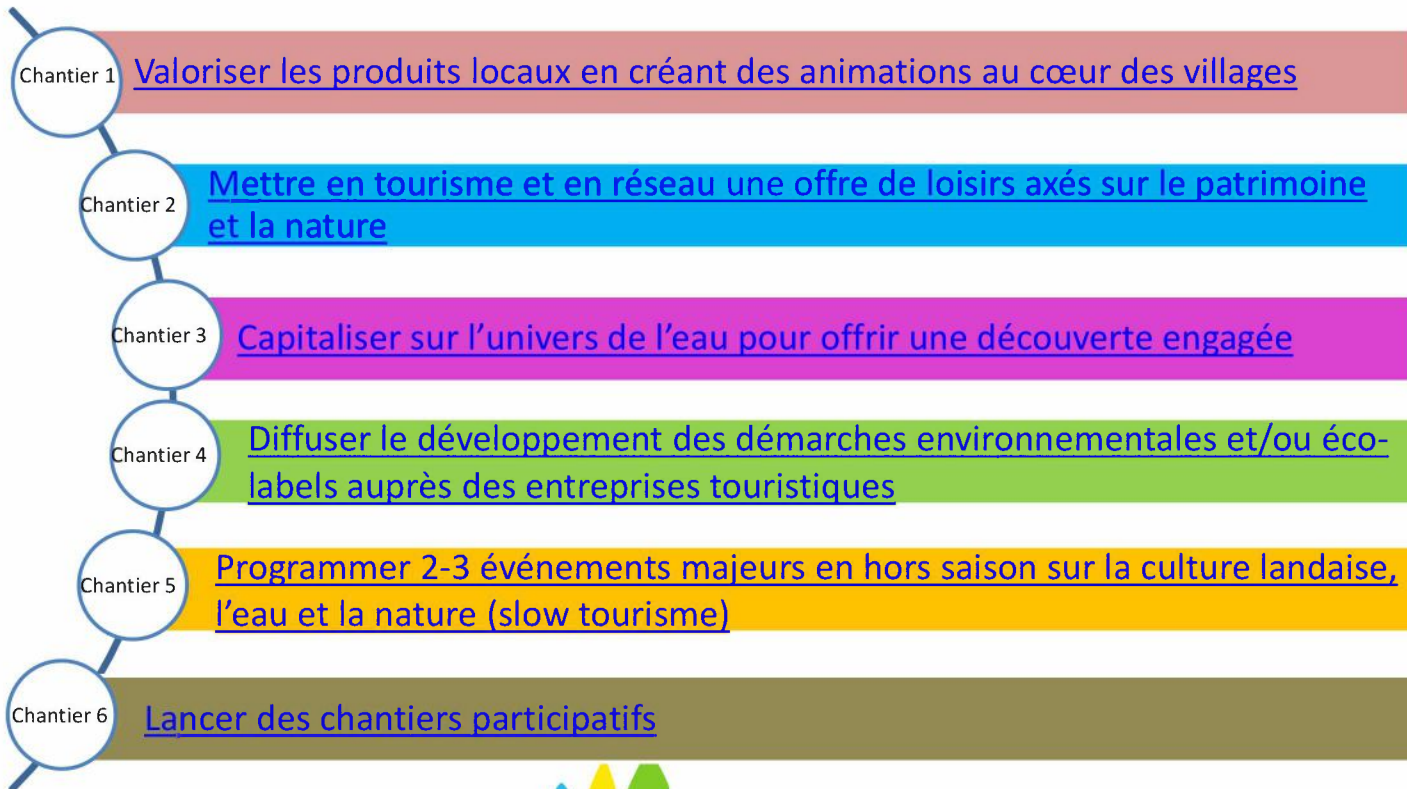 Chantier 1
Valoriser les produits locaux en créant des animations au cœur des villages
Chantier 2
Mettre en tourisme et en réseau une offre de loisirs axés sur le patrimoine
et la nature
Chantier 3
Capitaliser sur l’univers de l’eau pour offrir une découverte engagée
Chantier 4
Diffuser le développement des démarches environnementales et/ou éco-
labels auprès des entreprises touristiques
Chantier 5
Programmer 2-3 événements majeurs en hors saison sur la culture landaise,
l’eau et la nature (slow tourisme)
Chantier 6
Lancer des chantiers participatifs